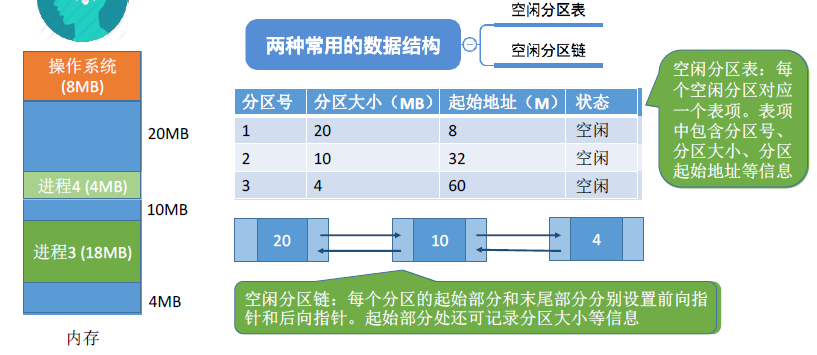 操作系统
(8MB)
20MB
进程4 (4MB)
10MB
进程3 (18MB)
4MB
内存
两种常用的数据结构
空闲分区表
空闲分区链
分区号 分区大小（MB） 起始地址（M） 状态
1 20 8 空闲
2 10 32 空闲
3 4 60 空闲
空闲分区表：每
个空闲分区对应
一个表项。表项
中包含分区号、
分区大小、分区
起始地址等信息
20 10 4
空闲分区链：每个分区的起始部分和末尾部分分别设置前向指
针和后向指针。起始部分处还可记录分区大小等信息